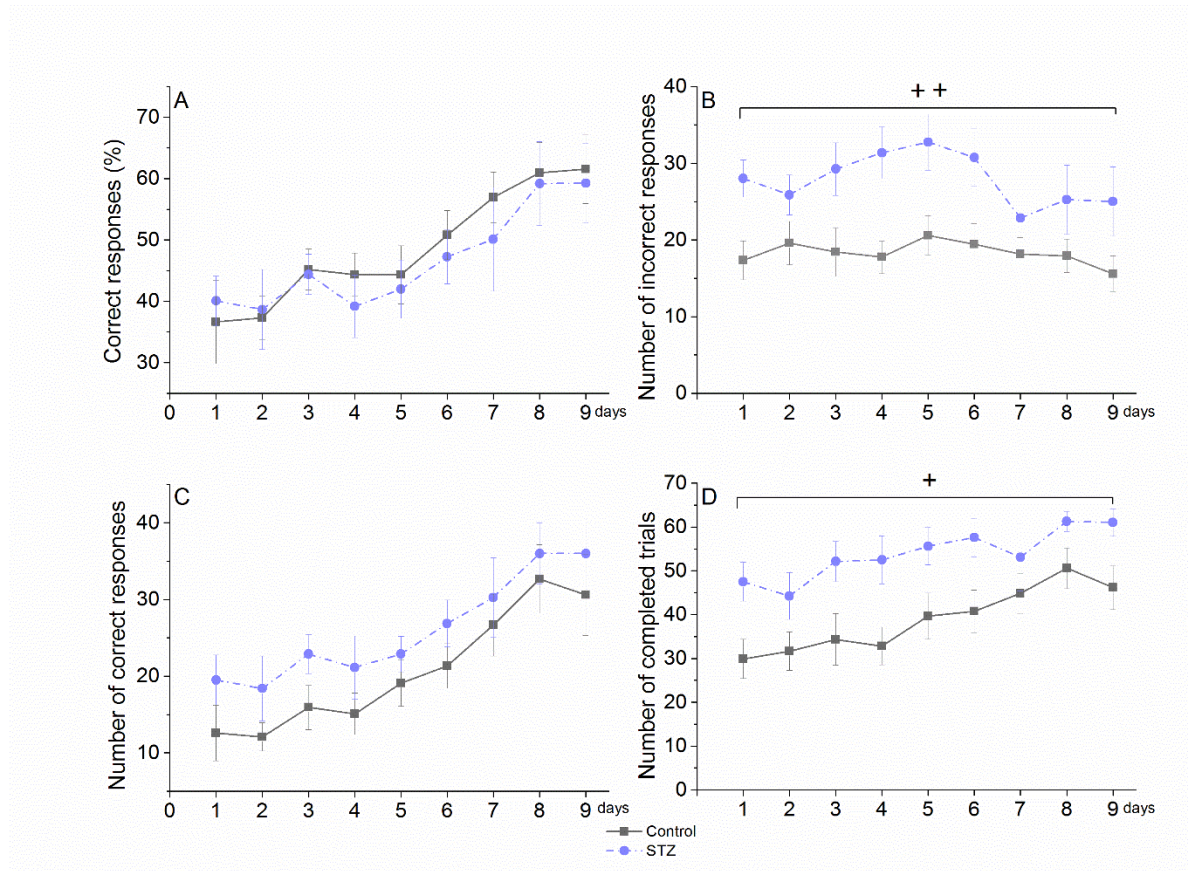 A
Correct responses (%)
70
60
50
40
30
0 1 2 3 4 5 6 7 8 9 days
B
+ +
Number of incorrect responses
40
30
20
10
0
1 2 3 4 5 6 7 8 9 days
C
Number of correct responses
40
30
20
10
0 1 2 3 4 5 6 7 8 9 days
D
+
Number of completed trials
70
60
50
40
30
20
10
0
1 2 3 4 5 6 7 8 9 days
Control
STZ